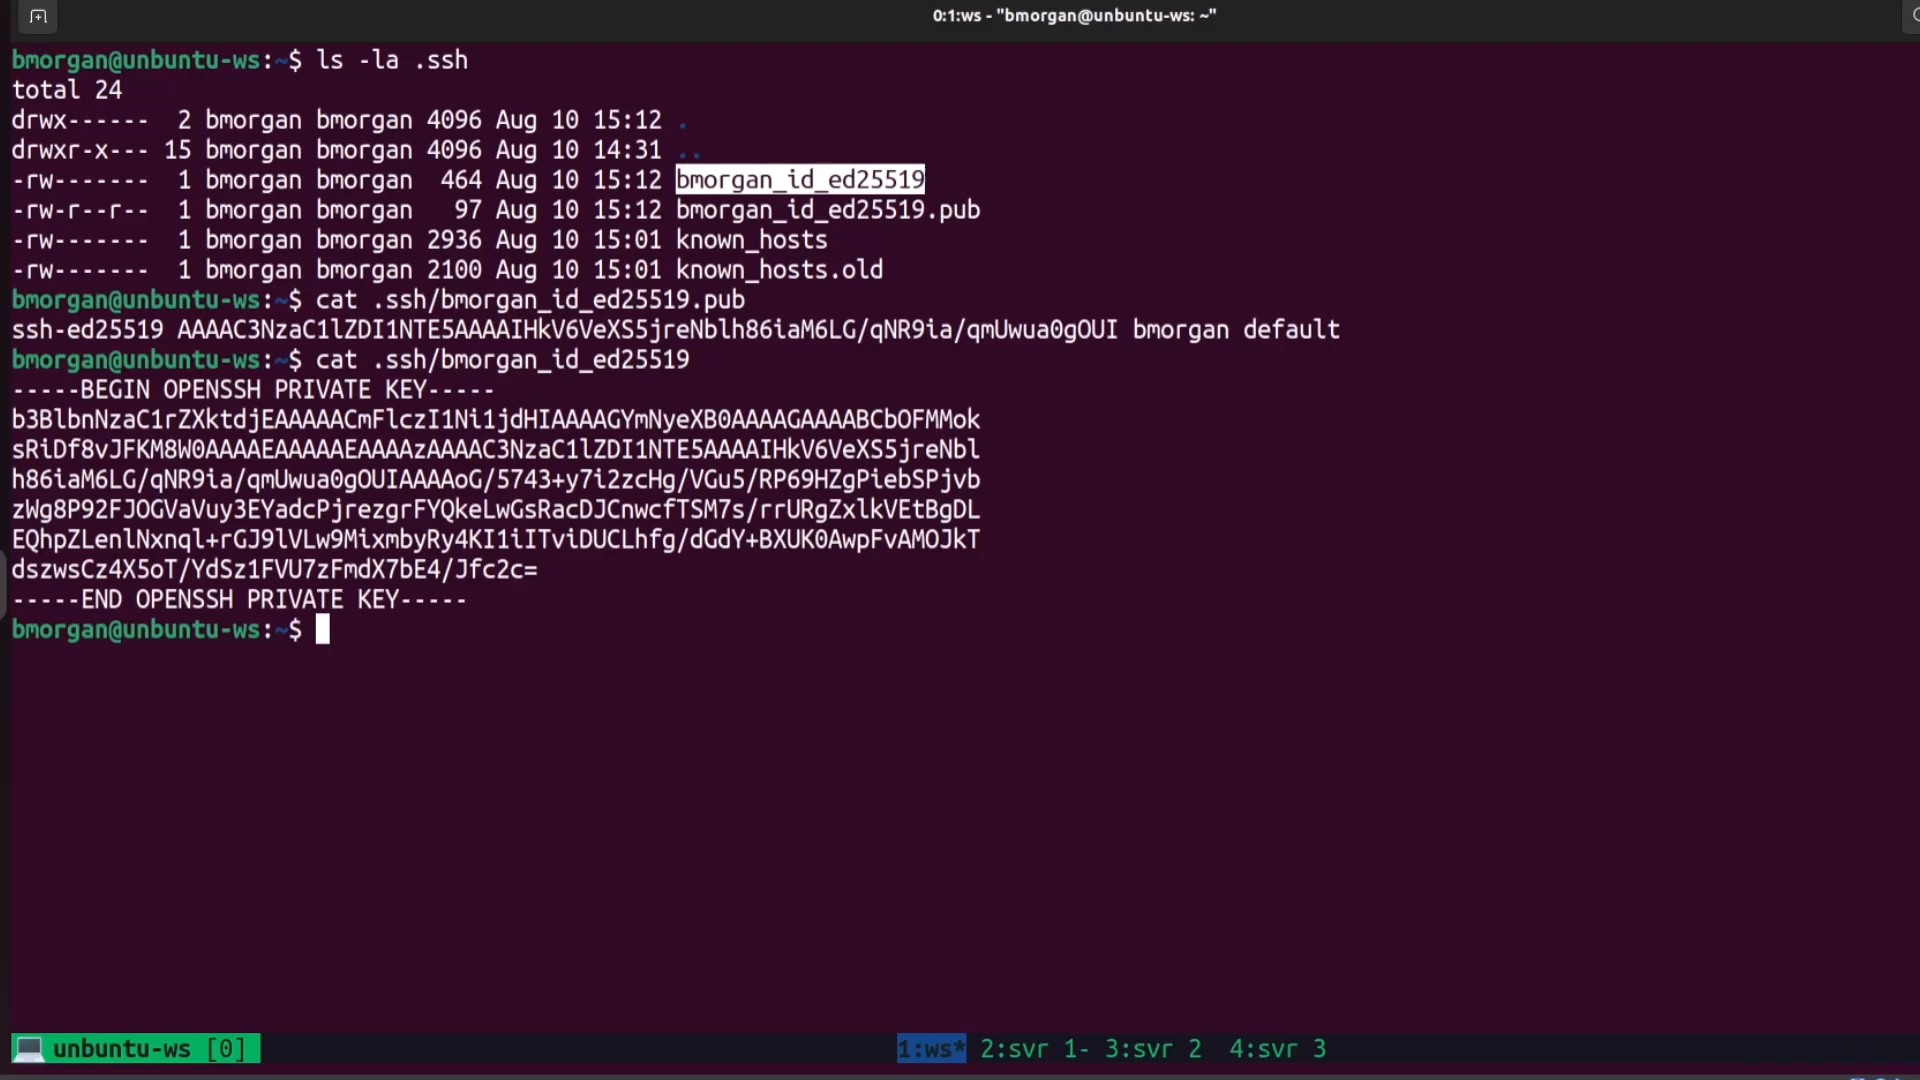 0:1:ws - "bmorgan@unbuntu-ws: ~"
bmorgan@unbuntu-ws:~$ ls -la .ssh
total 24
drwx------  2 bmorgan bmorgan 4096 Aug 10 15:12 .
drwxr-x--- 15 bmorgan bmorgan 4096 Aug 10 14:31 ..
-rw-------  1 bmorgan bmorgan  464 Aug 10 15:12 bmorgan_id_ed25519
-rw-r--r--  1 bmorgan bmorgan   97 Aug 10 15:12 bmorgan_id_ed25519.pub
-rw-------  1 bmorgan bmorgan 2936 Aug 10 15:01 known_hosts
-rw-------  1 bmorgan bmorgan 2100 Aug 10 15:01 known_hosts.old
bmorgan@unbuntu-ws:~$ cat .ssh/bmorgan_id_ed25519.pub
ssh-ed25519 AAAAC3NzaC1lZDI1NTE5AAAAIHkV6VeXS5jreNblh86iaM6LG/qNR9ia/qmUwua0gOUI bmorgan default
bmorgan@unbuntu-ws:~$ cat .ssh/bmorgan_id_ed25519
-----BEGIN OPENSSH PRIVATE KEY-----
b3BlbnNzaC1rZXktdjEAAAAACmFlczI1Ni1jdHIAAAAGYmNyeXB0AAAAGAAAABCbOFMMok
sRiDf8vJFKM8W0AAAAEAAAAAEAAAAzAAAAC3NzaC1lZDI1NTE5AAAAIHkV6VeXS5jreNbl
h86iaM6LG/qNR9ia/qmUwua0gOUIAAAAoG/5743+y7i2zcHg/VGu5/RP69HZgPiebSPjvb
zWg8P92FJOGVaVuy3EYadcPjrezgrFYQkeLwGsRacDJCnwcfTSM7s/rrURgZxlkVEtBgDL
EQhpZLenlNxnql+rGJ9lVLw9MixmbyRy4KI1iITviDUCLhfg/dGdY+BXUK0AwpFvAMOJkT
dszwsCz4X5oT/YdSz1FVU7zFmdX7bE4/Jfc2c=
-----END OPENSSH PRIVATE KEY-----
bmorgan@unbuntu-ws:~$
unbuntu-ws [0] 1:ws* 2:svr 1- 3:svr 2  4:svr 3